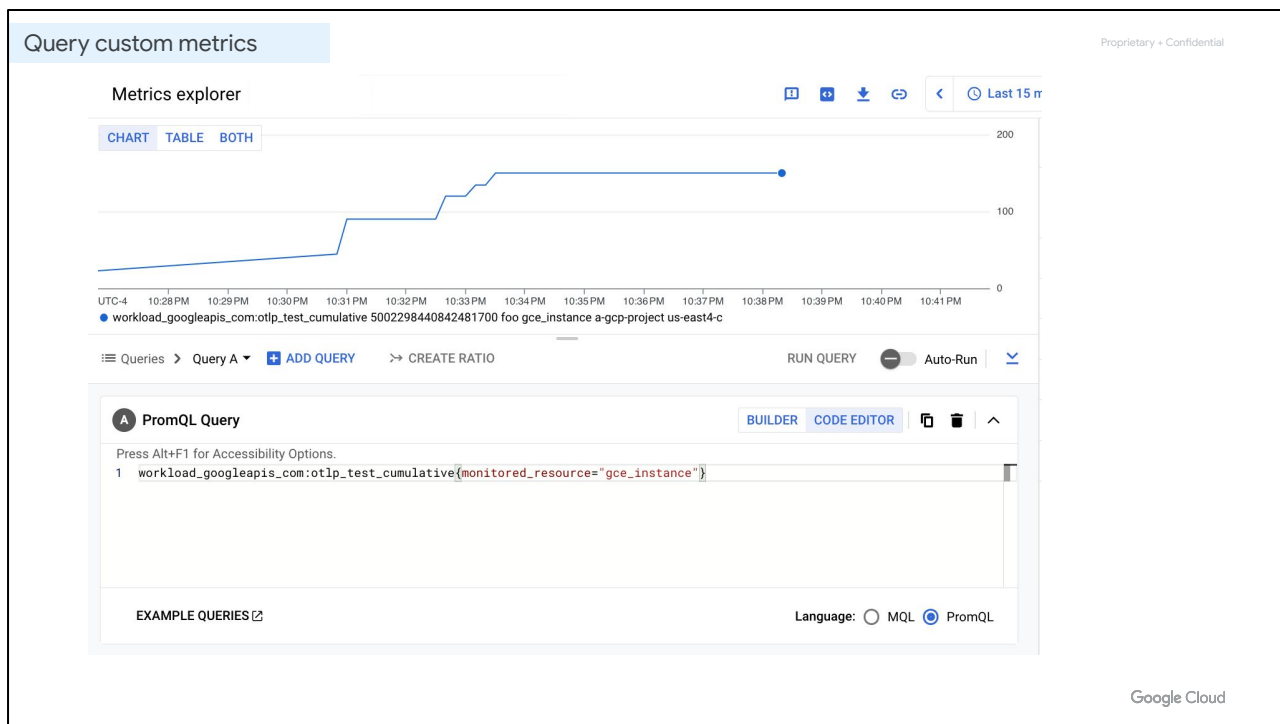 Query custom metrics
Proprietary + Confidential
Metrics explorer
Last 15 m
CHART TABLE BOTH
200
100
0
UTC-4 10:28 PM 10:29 PM 10:30 PM 10:31 PM 10:32 PM 10:33 PM 10:34 PM 10:35 PM 10:36 PM 10:37 PM 10:38 PM 10:39 PM 10:40 PM 10:41 PM
workload_googleapis_com:otlp_test_cumulative 5002298440842481700 foo gce_instance a-gcp-project us-east4-c
Queries Query A ADD QUERY CREATE RATIO RUN QUERY Auto-Run
A PromQL Query BUILDER CODE EDITOR
Press Alt+F1 for Accessibility Options.
1 workload_googleapis_com:otlp_test_cumulative{monitored_resource="gce_instance"}
EXAMPLE QUERIES Language: MQL PromQL
Google Cloud